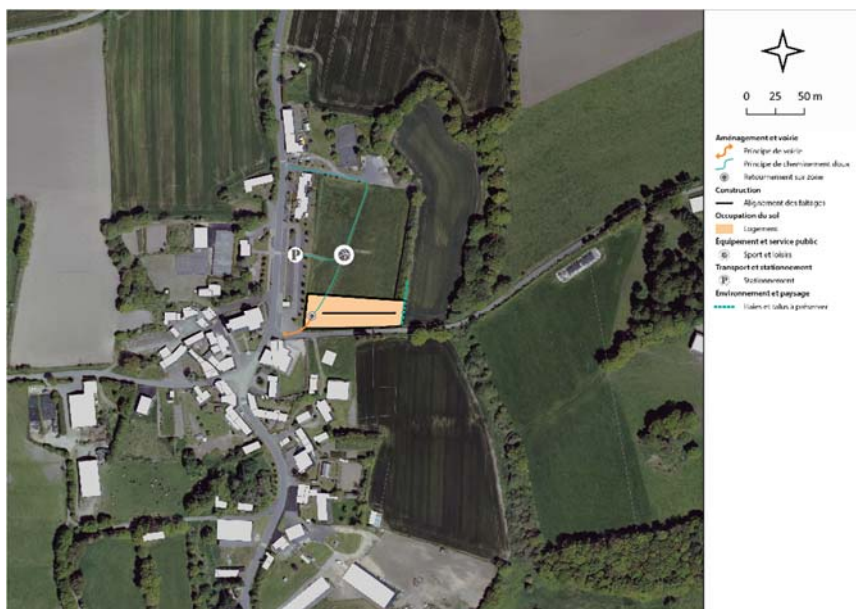 0 25 50 m
Aménagement et voirie
Principe de voirie
Principe de cheminement doux
Retournement sur zone
Construction
Alignement des faitages
Occupation du sol
Logement
Équipement et service public
Sport et loisirs
Transport et stationnement
P Stationnement
Environnement et paysage
Haies et talus à préserver
P